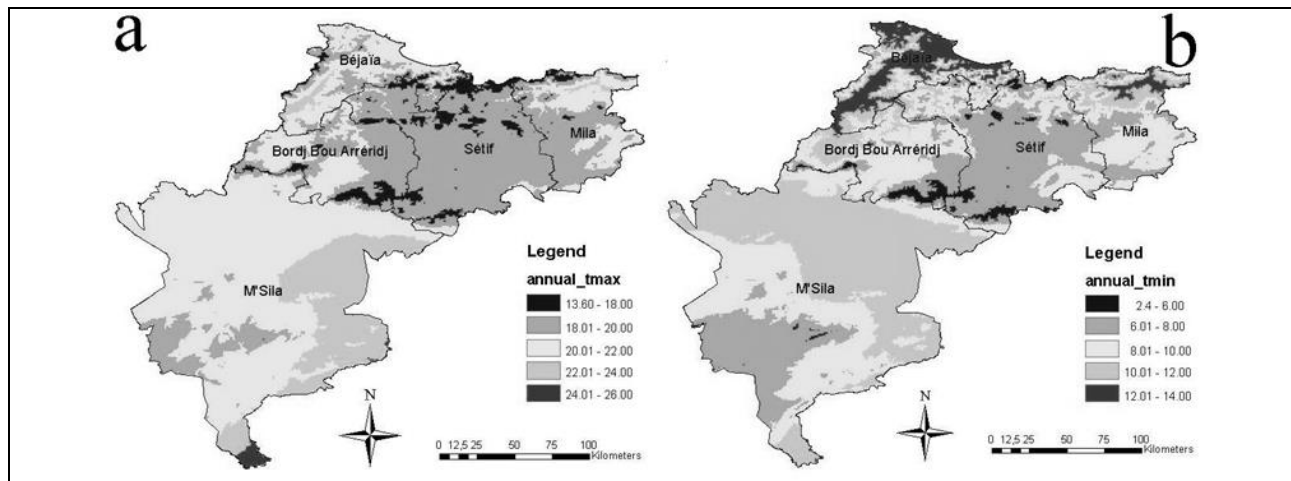 a
Béjaïa
Mila
Bordj Bou Arréridj
Sétif
M'Sila
Legend
annual_tmax
13.60 - 18.00
18.01 - 20.00
20.01 - 22.00
22.01 - 24.00
24.01 - 26.00
N
0 12,5 25 50 75 100
Kilometers
b
Béjaïa
Mila
Bordj Bou Arréridj
Sétif
M'Sila
Legend
annual_tmin
2.4 - 6.00
6.01 - 8.00
8.01 - 10.00
10.01 - 12.00
12.01 - 14.00
N
0 12,5 25 50 75 100
Kilometers